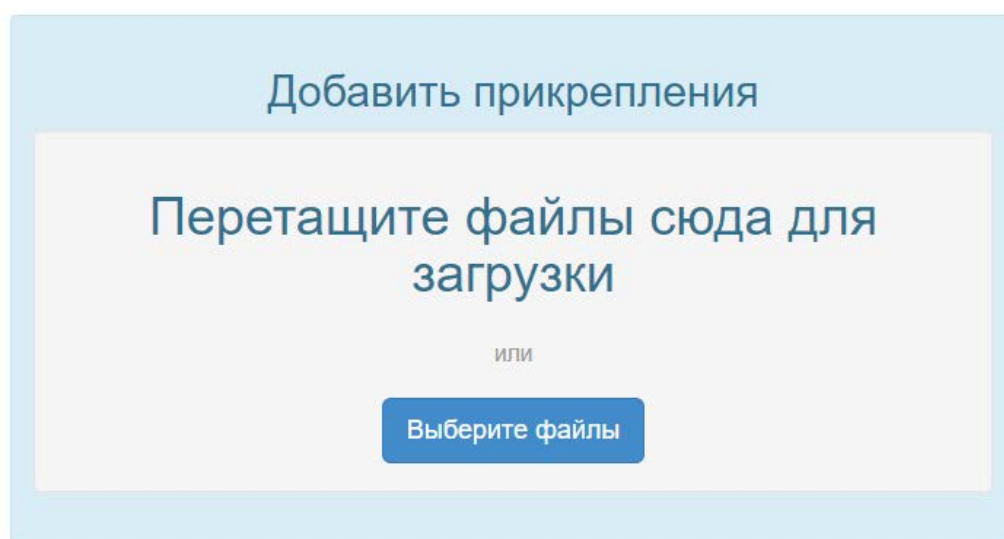 Добавить прикрепления
Перетащите файлы сюда для
загрузки
или
Выберите файлы